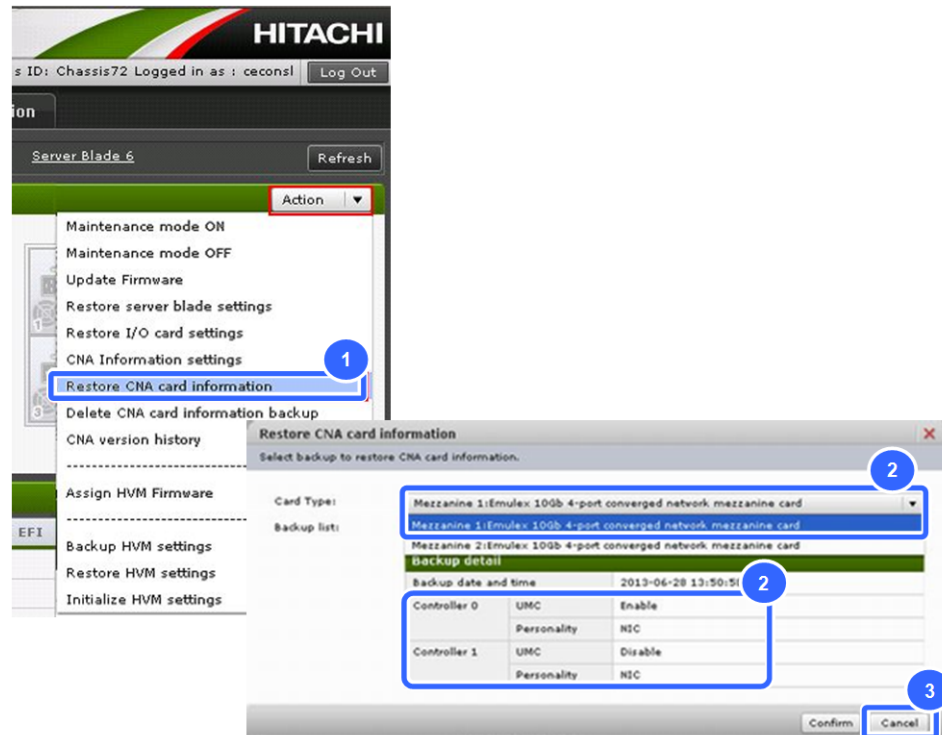 HITACHI
s ID: Chassis72 Logged in as : ceconsl Log Out
ion
Server Blade 6 Refresh
Action
Maintenance mode ON
Maintenance mode OFF
Update Firmware
1
Restore server blade settings
Restore I/O card settings
CNA Information settings
1
Restore CNA card information
3
Delete CNA card information backup
CNA version history
Assign HVM Firmware
EFI
Backup HVM settings
Restore HVM settings
Initialize HVM settings
Restore CNA card information
Select backup to restore CNA card information.
2
Card Type: Mezzanine 1:Emulex 10Gb 4-port converged network mezzanine card
Backup list: Mezzanine 1:Emulex 10Gb 4-port converged network mezzanine card
Mezzanine 2:Emulex 10Gb 4-port converged network mezzanine card
Backup detail
Backup date and time 2013-06-28 13:50:5
2
Controller 0 UMC Enable
Personality NIC
Controller 1 UMC Disable
Personality NIC
3
Confirm Cancel